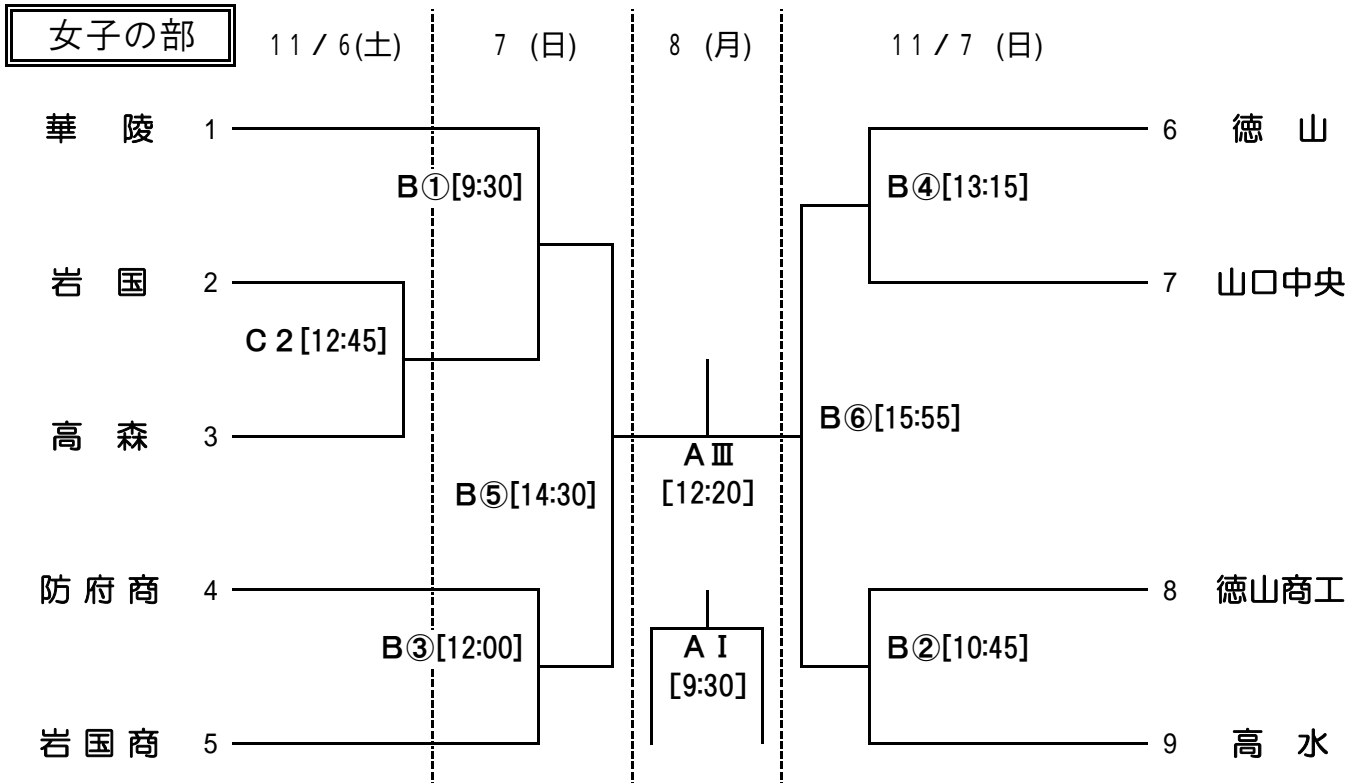 女子の部 11/6(土) 7 (日) 8 (月) 11/7 (日)
華 陵 1 6 徳 山
B①[9:30] B④[13:15]
岩 国 2 7 山口中央
C2[12:45]
高 森 3 B⑥[15:55]
AⅢ
[12:20]
B⑤[14:30]
防府商 4 8 徳山商工
B③[12:00] AⅠ B②[10:45]
[9:30]
岩国商 5 9 高 水